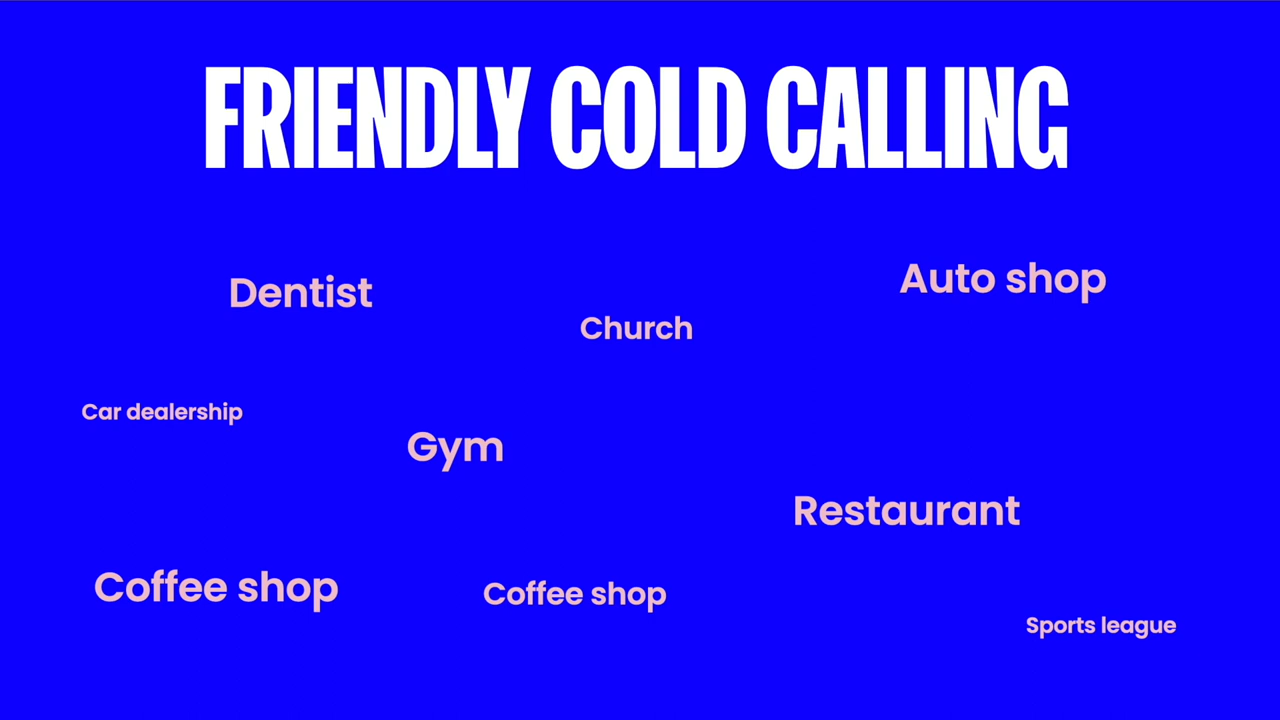 FRIENDLY COLD CALLING
Dentist
Auto shop
Church
Car dealership
Gym
Restaurant
Coffee shop
Coffee shop
Sports league